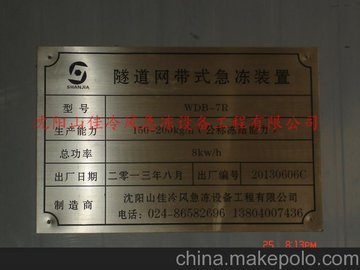 SHANJIA
隧道网带式急冻装置
型号 WDB-7R
沈阳山佳冷风急冻设备工程有限公司
生产能力 150-200kg/h(公称冻结能力)
总功率 8kw/h
出厂日期 二零一三年八月 出厂编号 20130606C
制造商 沈阳山佳冷风急冻设备工程有限公司
电话：024-86582696 13804007436
25 8:13PM
china.makepolo.com